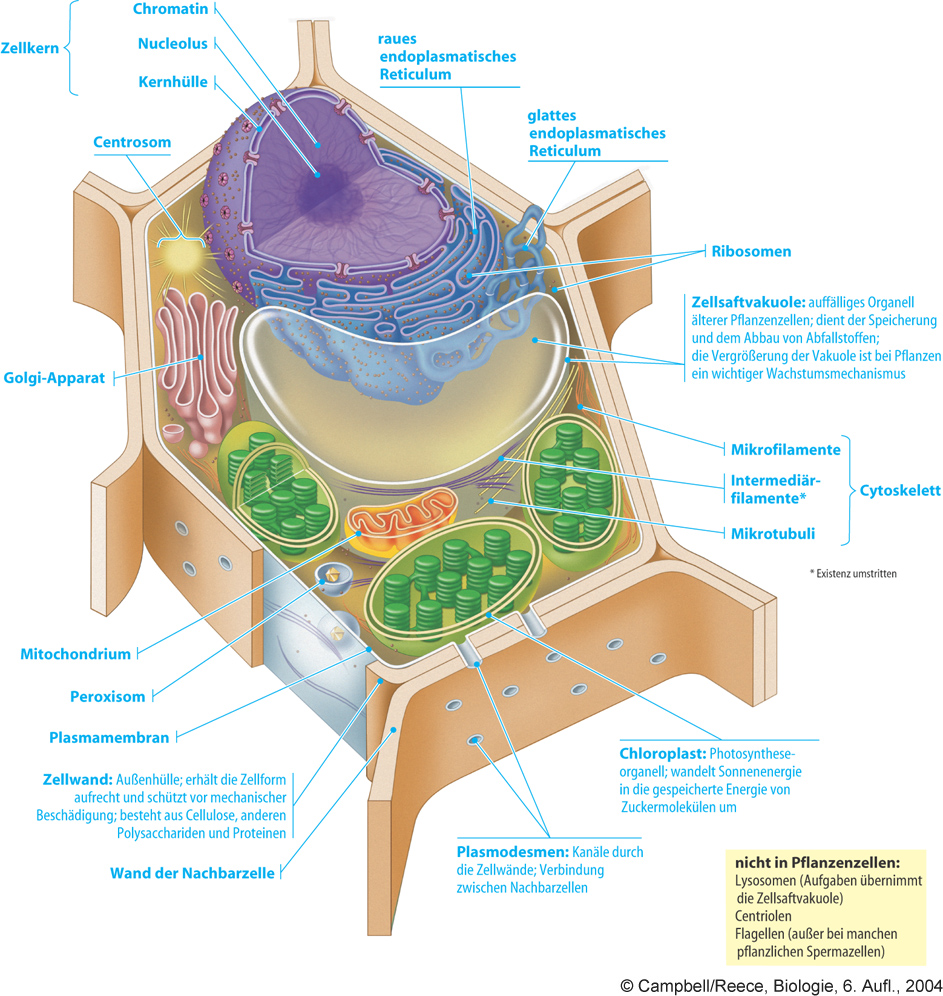 Chromatin
Zellkern
Nucleolus
Kernhülle
raues
endoplasmatisches
Reticulum
glattes
endoplasmatisches
Reticulum
Centrosom
Ribosomen
Zellsaftvakuole: auffälliges Organell
älterer Pflanzenzellen; dient der Speicherung
und dem Abbau von Abfallstoffen;
die Vergrößerung der Vakuole ist bei Pflanzen
ein wichtiger Wachstumsmechanismus
Golgi-Apparat
Mikrofilamente
Intermediär-
filamente*
Cytoskelett
Mikrotubuli
* Existenz umstritten
Mitochondrium
Peroxisom
Plasmamembran
Zellwand: Außenhülle; erhält die Zellform
aufrecht und schützt vor mechanischer
Beschädigung; besteht aus Cellulose, anderen
Polysacchariden und Proteinen
Wand der Nachbarzelle
Chloroplast: Photosynthese-
organell; wandelt Sonnenenergie
in die gespeicherte Energie von
Zuckermolekülen um
Plasmodesmen: Kanäle durch
die Zellwände; Verbindung
zwischen Nachbarzellen
nicht in Pflanzenzellen:
Lysosomen (Aufgaben übernimmt
die Zellsaftvakuole)
Centriolen
Flagellen (außer bei manchen
pflanzlichen Spermazellen)
© Campbell/Reece, Biologie, 6. Aufl., 2004